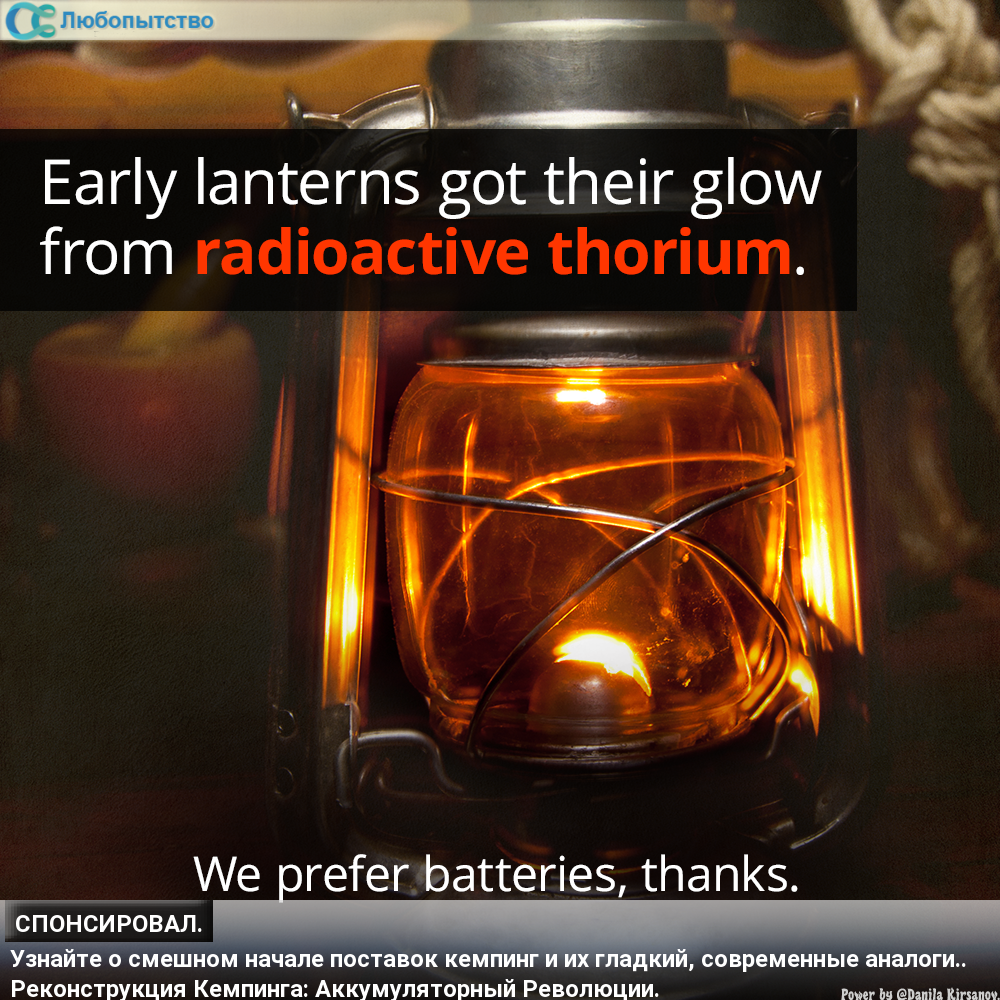 Любопытство
Early lanterns got their glow
from radioactive thorium.
We prefer batteries, thanks.
СПОНСИРОВАЛ.
Узнайте о смешном начале поставок кемпинг и их гладкий, современные аналоги..
Реконструкция Кемпинга: Аккумуляторный Революции.
Power by @Danila Kirsanov